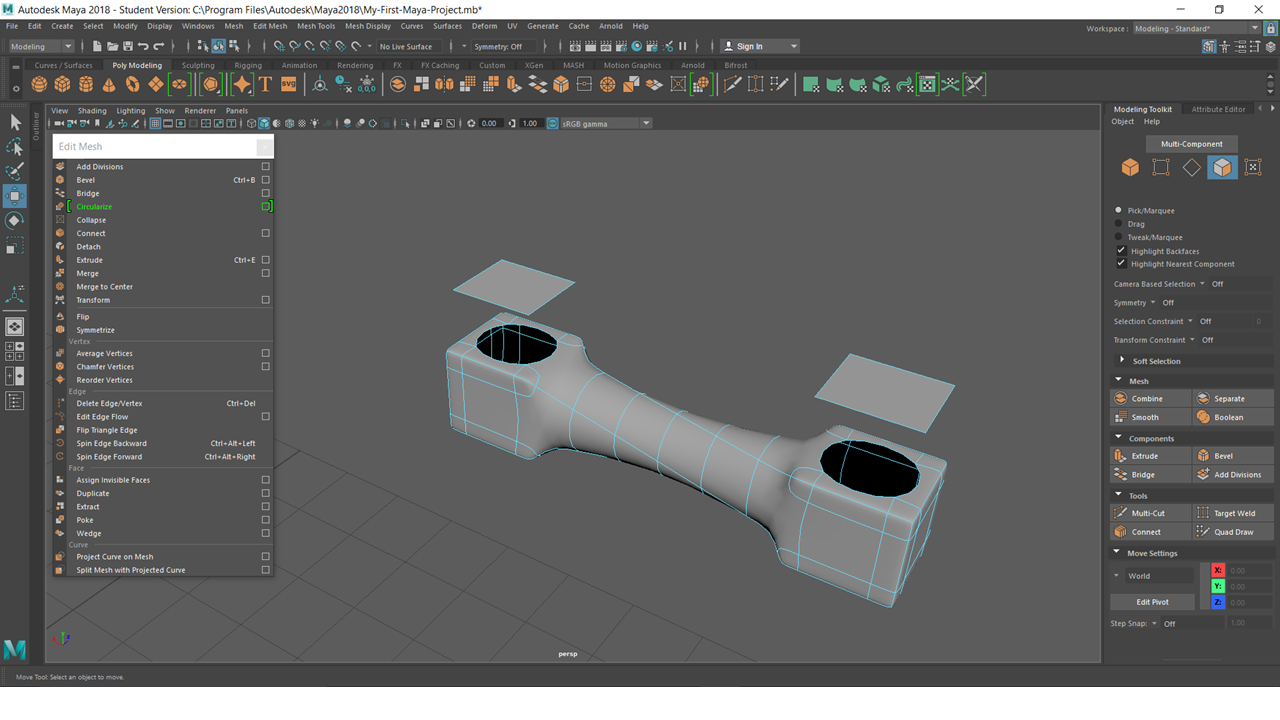 Autodesk Maya 2018 - Student Version: C:\Program Files\Autodesk\Maya2018\My-First-Maya-Project.mb*
File Edit Create Select Modify Display Windows Mesh Edit Mesh Mesh Tools Mesh Display Curves Surfaces Deform UV Generate Cache Arnold Help
Workspace: Modeling - Standard*
Modeling No Live Surface Symmetry: Off Sign In
Curves / Surfaces Poly Modeling Sculpting Rigging Animation Rendering FX FX Caching Custom XGen MASH Motion Graphics Arnold Bifrost
SVG
0,0,0
View Shading Lighting Show Renderer Panels
0.00 1.00 sRGB gamma
Outliner
Edit Mesh
Add Divisions
Bevel Ctrl+B
Bridge
Circularize
Collapse
Connect
Detach
Extrude Ctrl+E
Merge
Merge to Center
Transform
Flip
Symmetrize
Vertex
Average Vertices
Chamfer Vertices
Reorder Vertices
Edge
Delete Edge/Vertex Ctrl+Del
Edit Edge Flow
Flip Triangle Edge
Spin Edge Backward Ctrl+Alt+Left
Spin Edge Forward Ctrl+Alt+Right
Face
Assign Invisible Faces
Duplicate
Extract
Poke
Wedge
Curve
Project Curve on Mesh
Split Mesh with Projected Curve
persp
Modeling Toolkit Attribute Editor
Object Help
Multi-Component
Pick/Marquee
Drag
Tweak/Marquee
Highlight Backfaces
Highlight Nearest Component
Camera Based Selection Off
Symmetry Off
Selection Constraint Off 0
Transform Constraint Off
Soft Selection
Mesh
Combine Separate
Smooth Boolean
Components
Extrude Bevel
Bridge Add Divisions
Tools
Multi-Cut Target Weld
Connect Quad Draw
Move Settings
World X: 0.00
Y: 0.00
Edit Pivot Z: 0.00
Step Snap: Off 1.00
Move Tool: Select an object to move.